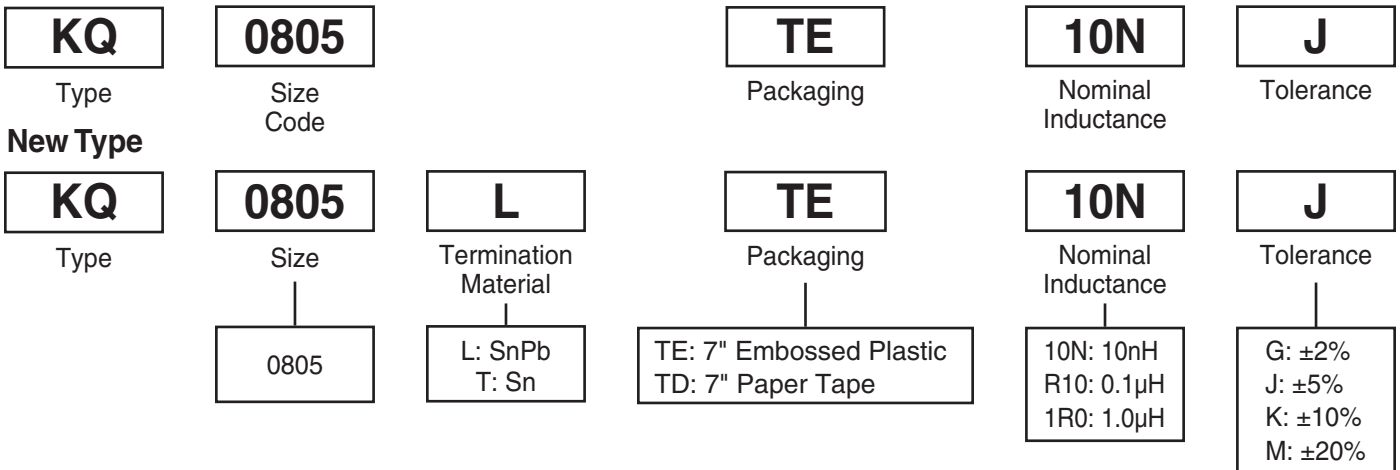 KQ 0805 TE 10N J
Type Size Packaging Nominal Tolerance
Code Inductance
New Type
KQ 0805 L TE 10N J
Type Size Termination Packaging Nominal Tolerance
Material Inductance
0805
L: SnPb
T: Sn
TE: 7" Embossed Plastic
TD: 7" Paper Tape
10N: 10nH
R10: 0.1µH
1R0: 1.0µH
G: ±2%
J: ±5%
K: ±10%
M: ±20%